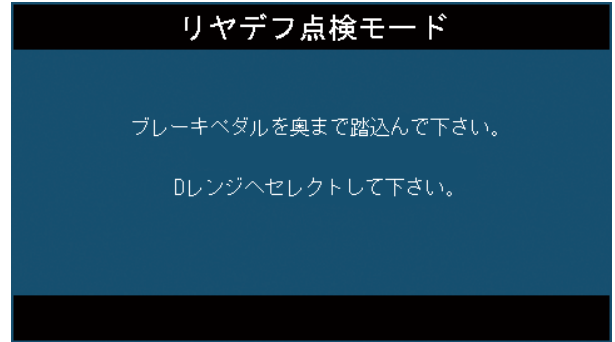 リヤデフ点検モード
ブレーキペダルを奥まで踏込んで下さい。
Dレンジへセレクトして下さい。